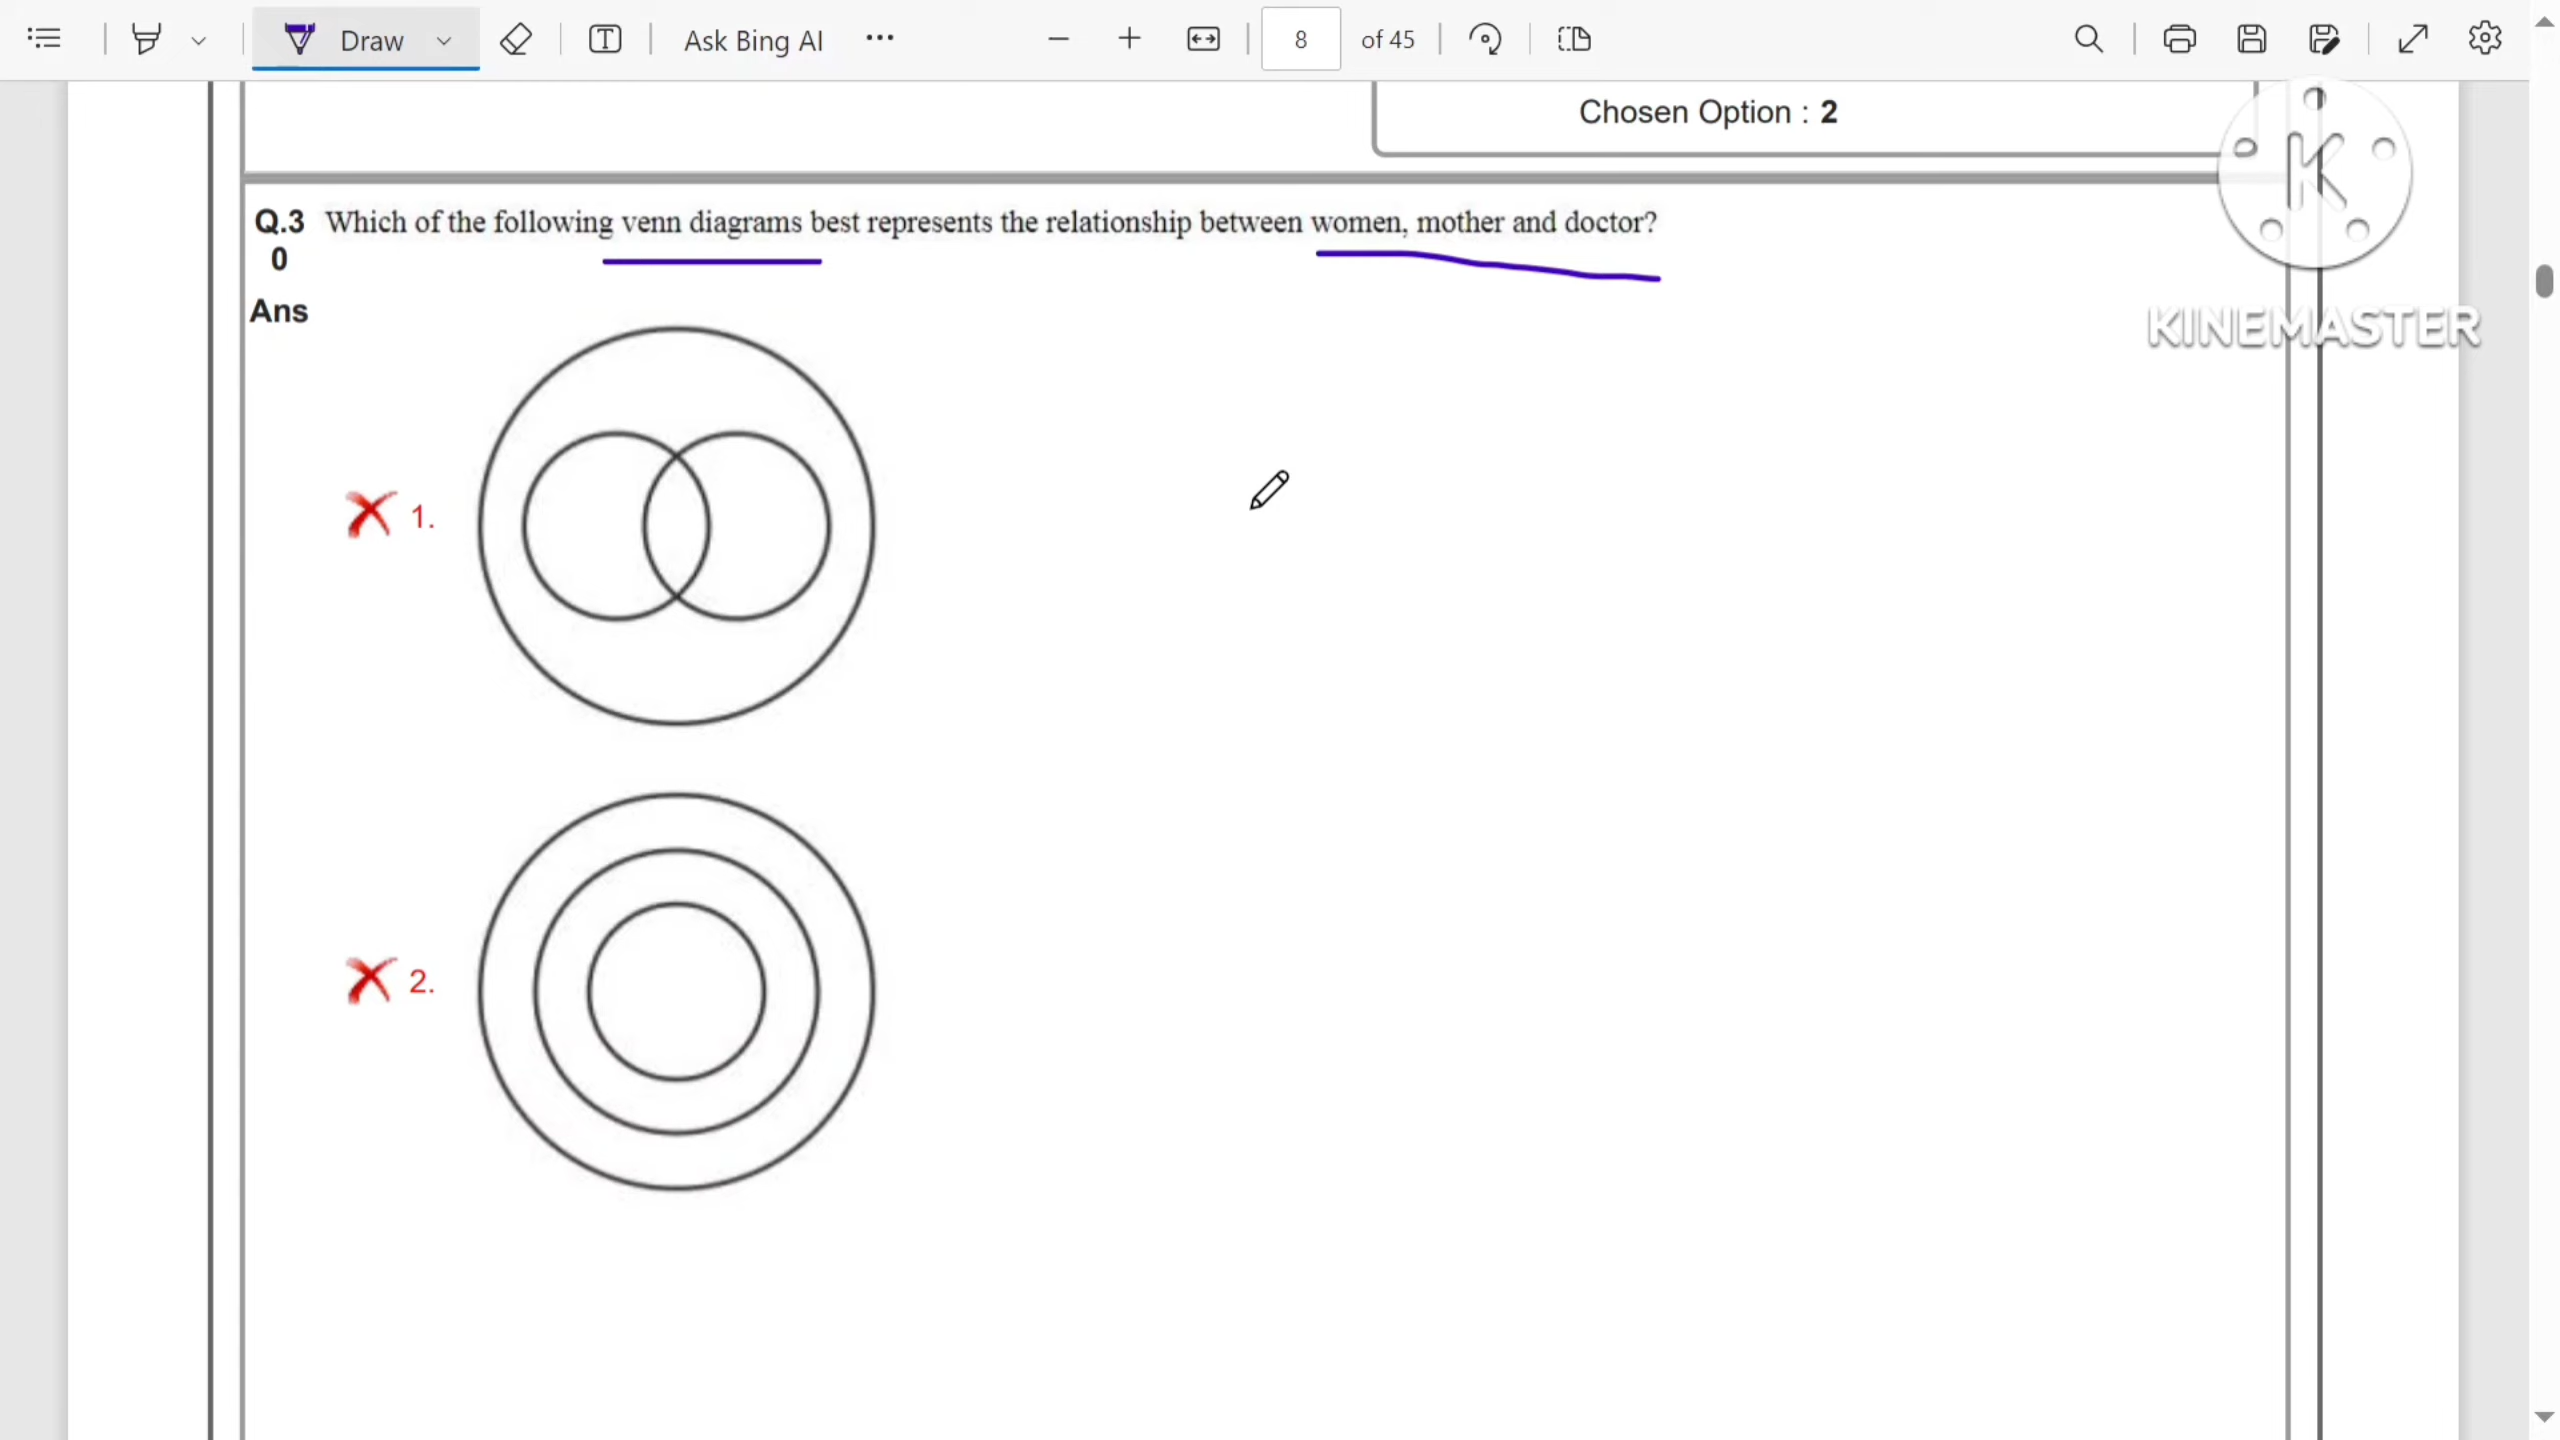 Draw
Ask Bing AI
8 of 45
Chosen Option : 2
Q.3 Which of the following venn diagrams best represents the relationship between women, mother and doctor?
0
Ans
K
KINEMASTER
1.
2.